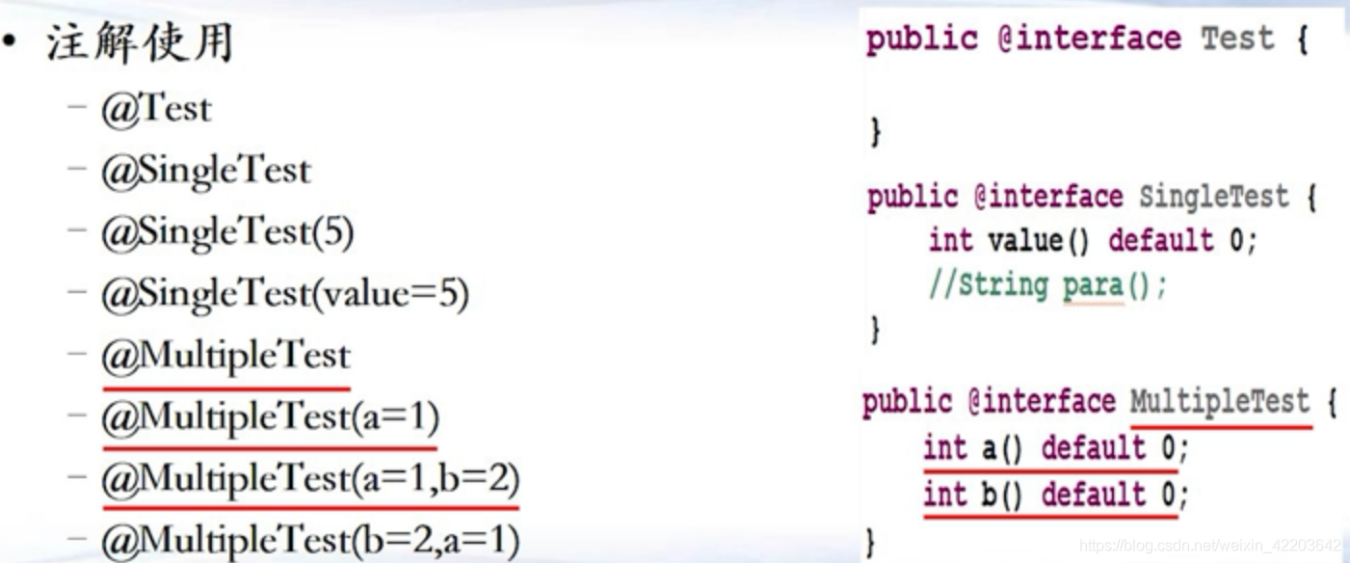 • 注解使用
– @Test
– @SingleTest
– @SingleTest(5)
– @SingleTest(value=5)
– @MultipleTest
– @MultipleTest(a=1)
– @MultipleTest(a=1,b=2)
– @MultipleTest(b=2,a=1)
public @interface Test {
}
public @interface SingleTest {
int value() default 0;
//String para();
}
public @interface MultipleTest {
int a() default 0;
int b() default 0;
}
https://blog.csdn.net/weixin_42203642